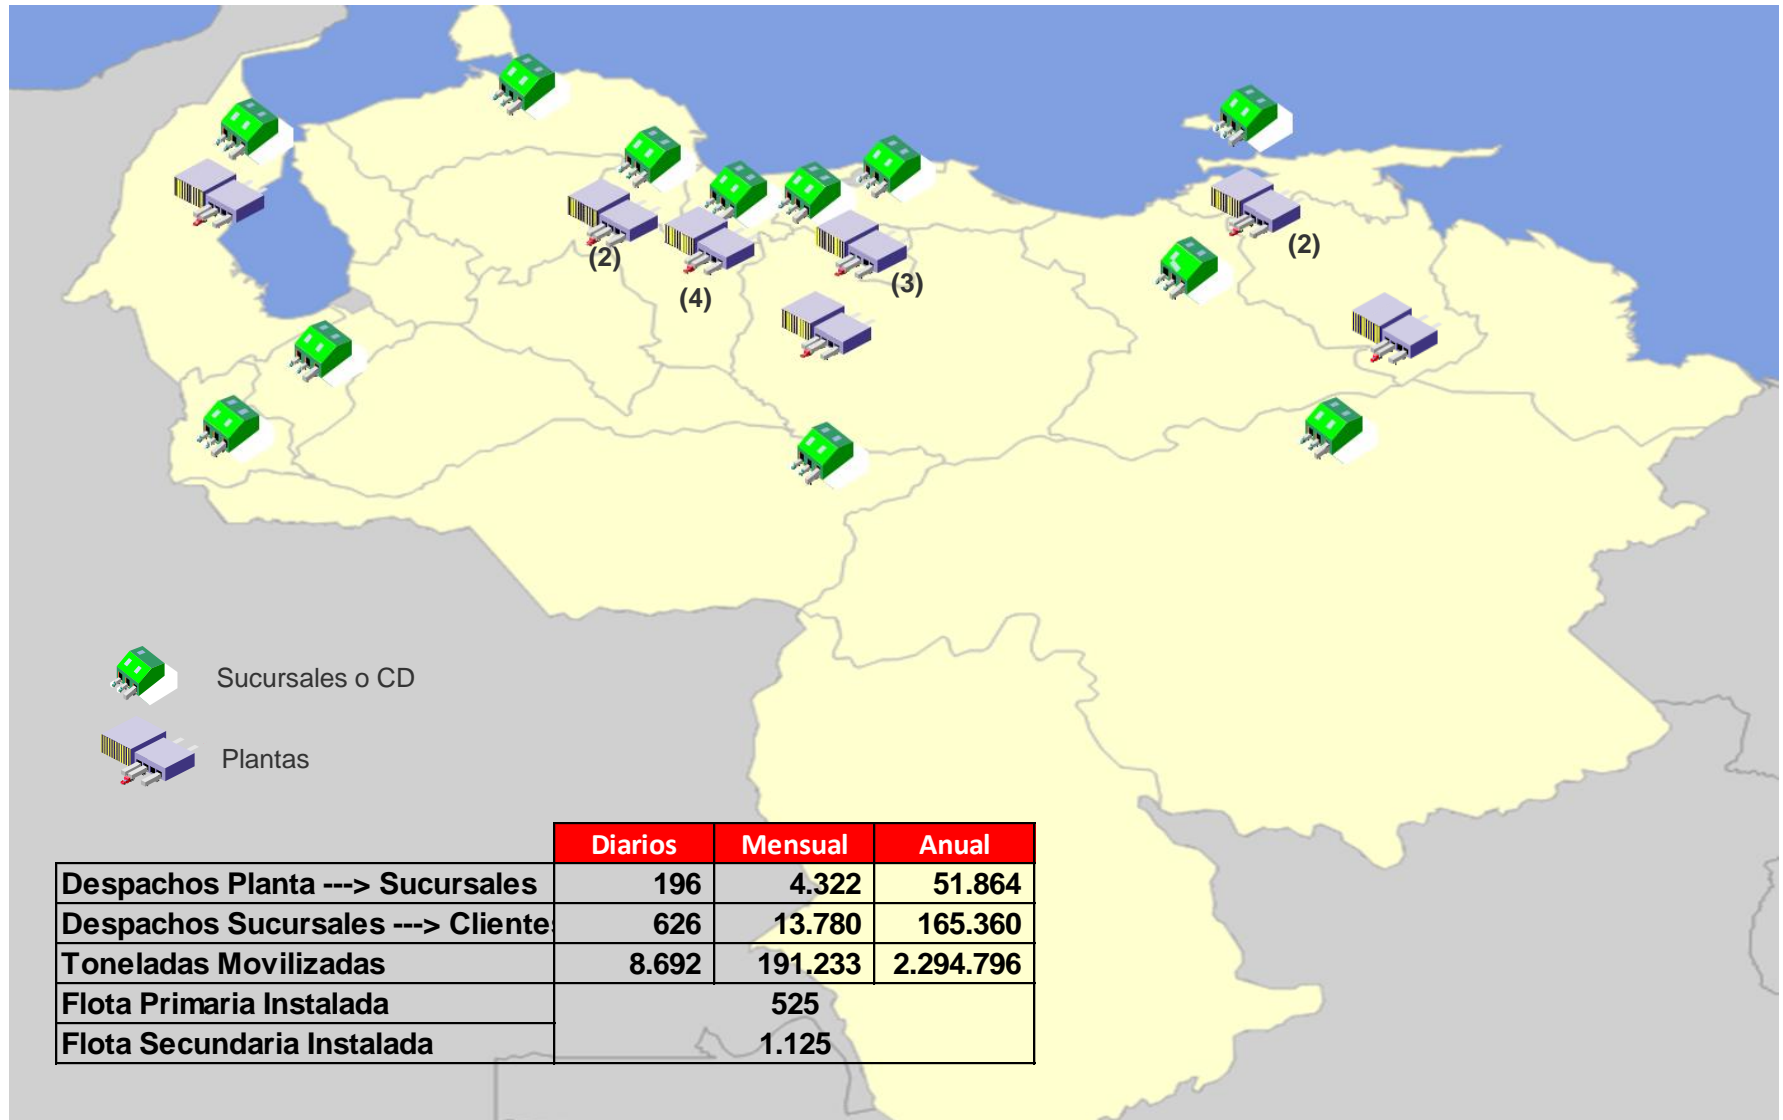 (2)
(2)
(3)
(4)
Sucursales o CD
Plantas
Diarios Mensual Anual
Despachos Planta ---> Sucursales 196 4.322 51.864
Despachos Sucursales ---> Cliente 626 13.780 165.360
Toneladas Movilizadas 8.692 191.233 2.294.796
Flota Primaria Instalada 525
Flota Secundaria Instalada 1.125